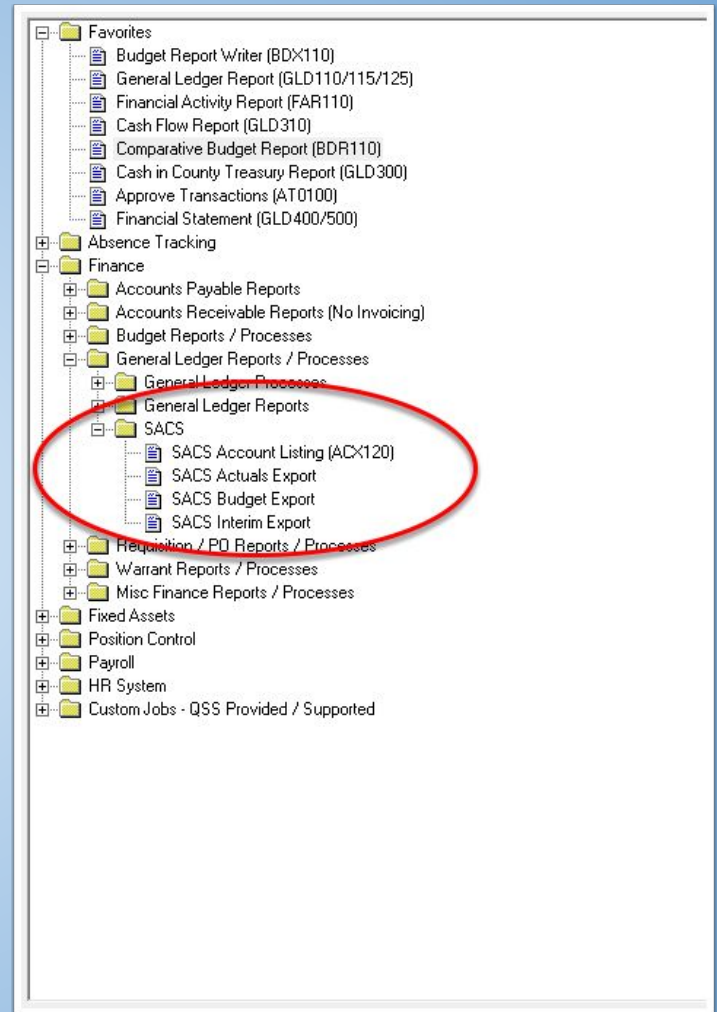 Favorites
Budget Report Writer (BDX110)
General Ledger Report (GLD110/115/125)
Financial Activity Report (FAR110)
Cash Flow Report (GLD310)
Comparative Budget Report (BDR110)
Cash in County Treasury Report (GLD300)
Approve Transactions (AT0100)
Financial Statement (GLD400/500)
Absence Tracking
Finance
Accounts Payable Reports
Accounts Receivable Reports (No Invoicing)
Budget Reports / Processes
General Ledger Reports / Processes
General Ledger Processes
General Ledger Reports
SACS
SACS Account Listing (ACX120)
SACS Actuals Export
SACS Budget Export
SACS Interim Export
Requisition / PO Reports / Processes
Warrant Reports / Processes
Misc Finance Reports / Processes
Fixed Assets
Position Control
Payroll
HR System
Custom Jobs - QSS Provided / Supported